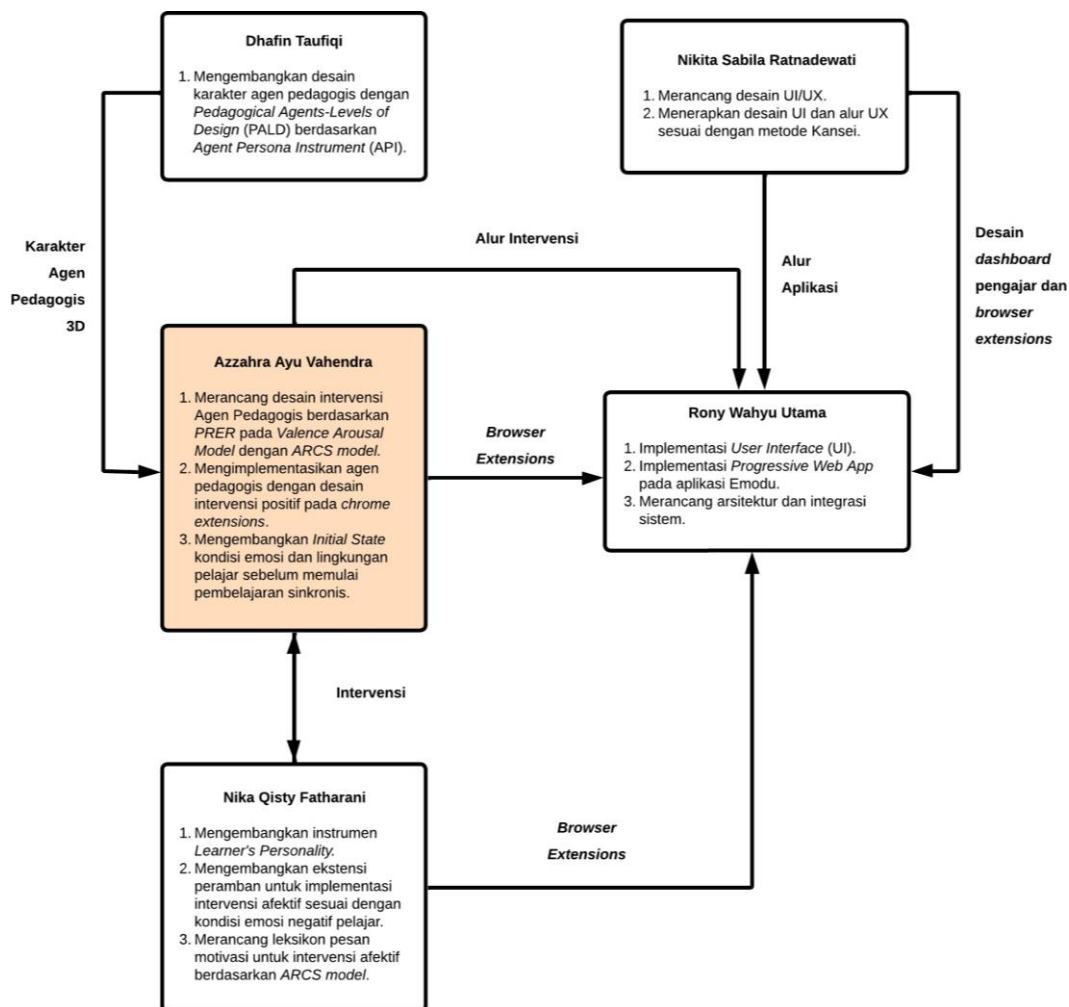 Dhafin Taufiqi
1. Mengembangkan desain
karakter agen pedagogis dengan
Pedagogical Agents-Levels of
Design (PALD) berdasarkan
Agent Persona Instrument (API).
Nikita Sabila Ratnadewati
1. Merancang desain UI/UX.
2. Menerapkan desain UI dan alur UX
sesuai dengan metode Kansei.
Karakter
Agen
Pedagogis
3D
Alur Intervensi
Alur
Aplikasi
Desain
dashboard
pengajar dan
browser
extensions
Azzahra Ayu Vahendra
1. Merancang desain intervensi
Agen Pedagogis berdasarkan
PRER pada Valence Arousal
Model dengan ARCS model.
2. Mengimplementasikan agen
pedagogis dengan desain
intervensi positif pada chrome
extensions.
3. Mengembangkan Initial State
kondisi emosi dan lingkungan
pelajar sebelum memulai
pembelajaran sinkronis.
Browser
Extensions
Rony Wahyu Utama
1. Implementasi User Interface (UI).
2. Implementasi Progressive Web App
pada aplikasi Emodu.
3. Merancang arsitektur dan integrasi
sistem.
Intervensi
Nika Qisty Fatharani
1. Mengembangkan instrumen
Learner's Personality.
2. Mengembangkan ekstensi
peramban untuk implementasi
intervensi afektif sesuai dengan
kondisi emosi negatif pelajar.
3. Merancang leksikon pesan
motivasi untuk intervensi afektif
berdasarkan ARCS model.
Browser
Extensions